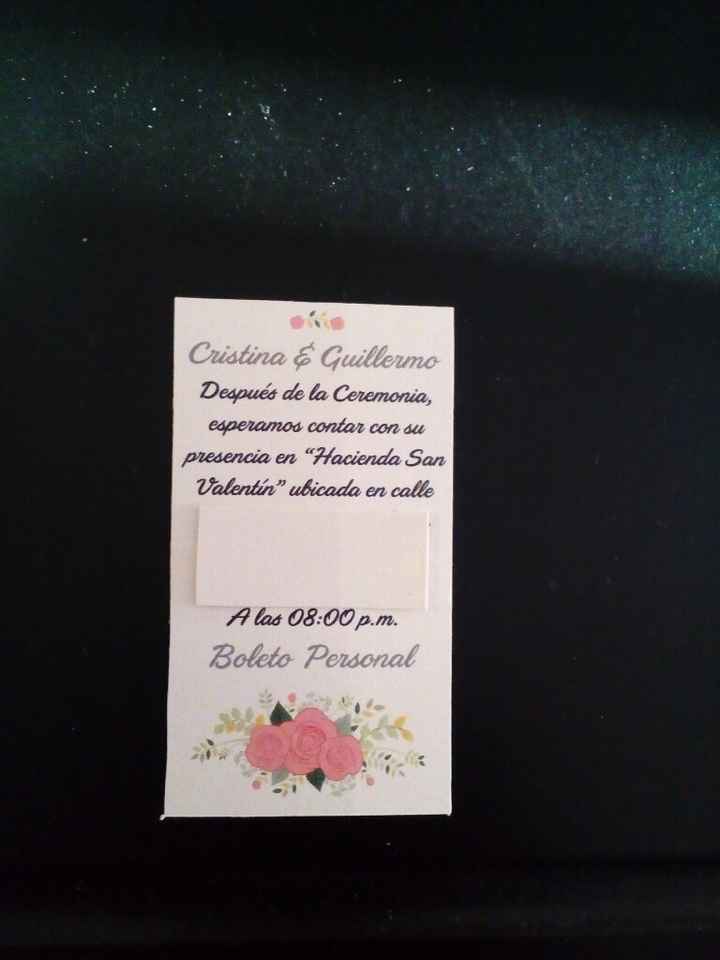 Cristina & Guillermo
Después de la Ceremonia,
esperamos contar con su
presencia en “Hacienda San
Valentín” ubicada en calle
A las 08:00 p.m.
Boleto Personal